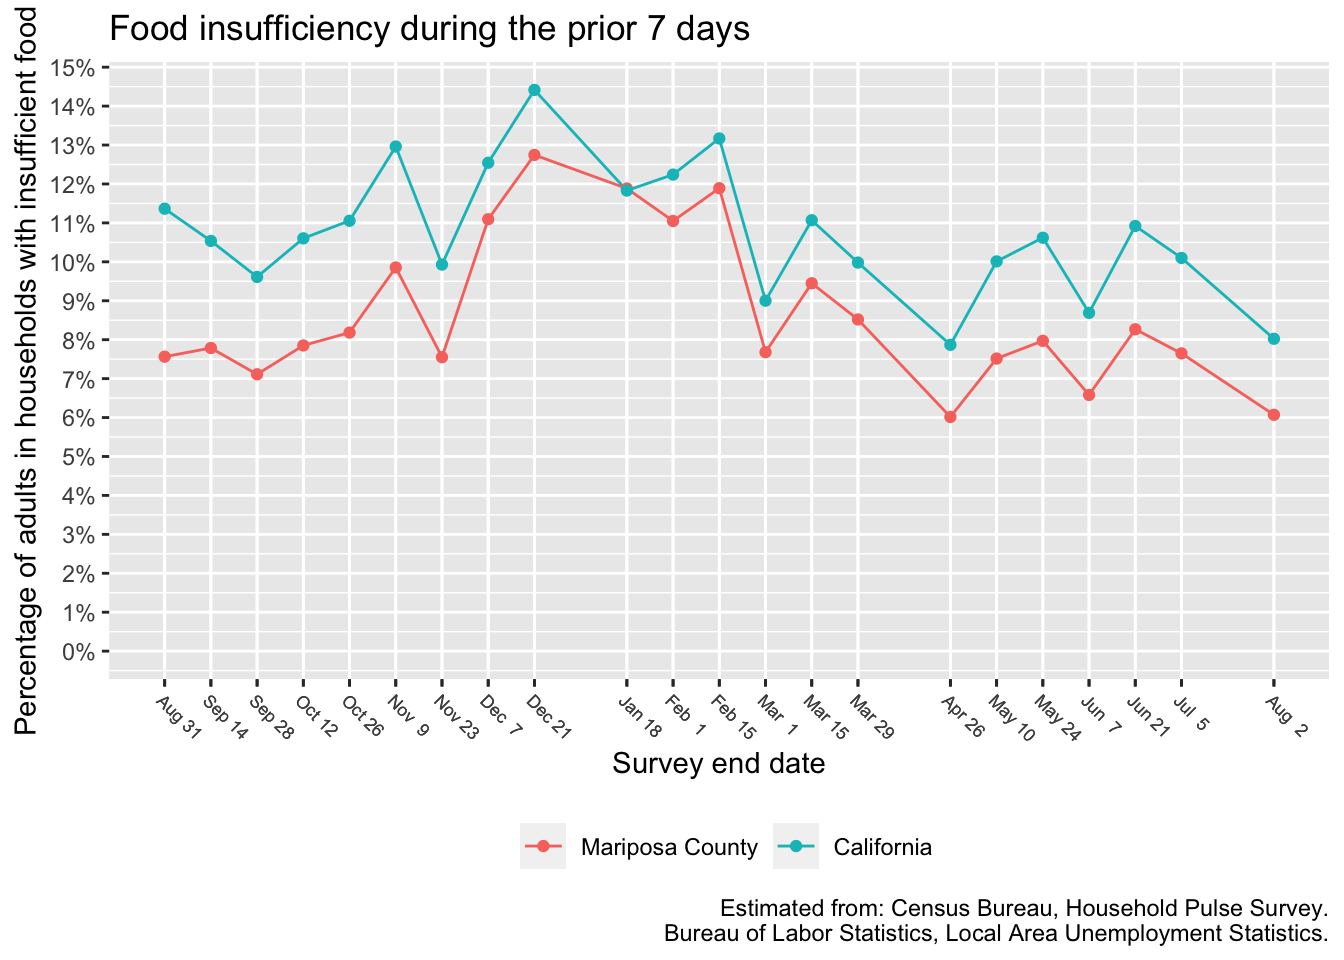 Food insufficiency during the prior 7 days
Percentage of adults in households with insufficient food
15%
14%
13%
12%
11%
10%
9%
8%
7%
6%
5%
4%
3%
2%
1%
0%
Aug 31
Sep 14
Sep 28
Oct 12
Oct 26
Nov 9
Nov 23
Dec 7
Dec 21
Jan 18
Feb 1
Feb 15
Mar 1
Mar 15
Mar 29
Apr 26
May 10
May 24
Jun 7
Jun 21
Jul 5
Aug 2
Survey end date
Mariposa County
California
Estimated from: Census Bureau, Household Pulse Survey.
Bureau of Labor Statistics, Local Area Unemployment Statistics.